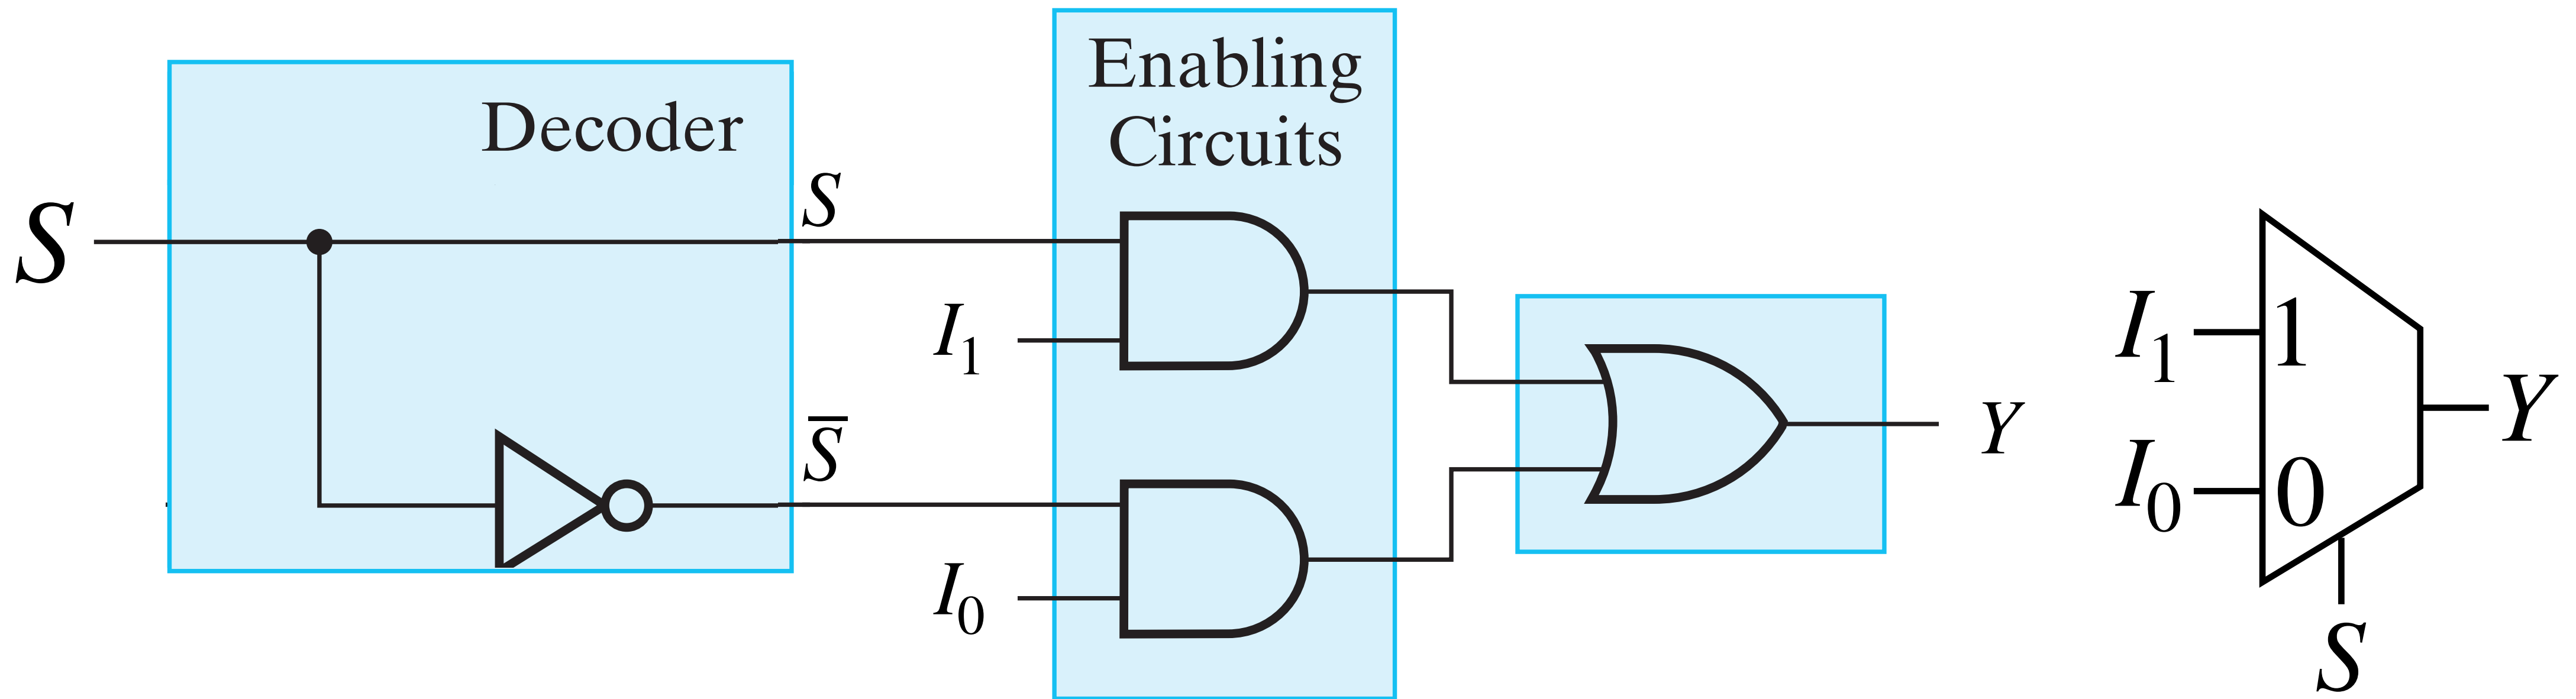 Decoder
Enabling
Circuits
S
S
I₁
S̅
I₀
Y
I₁
1
I₀
0
Y
S